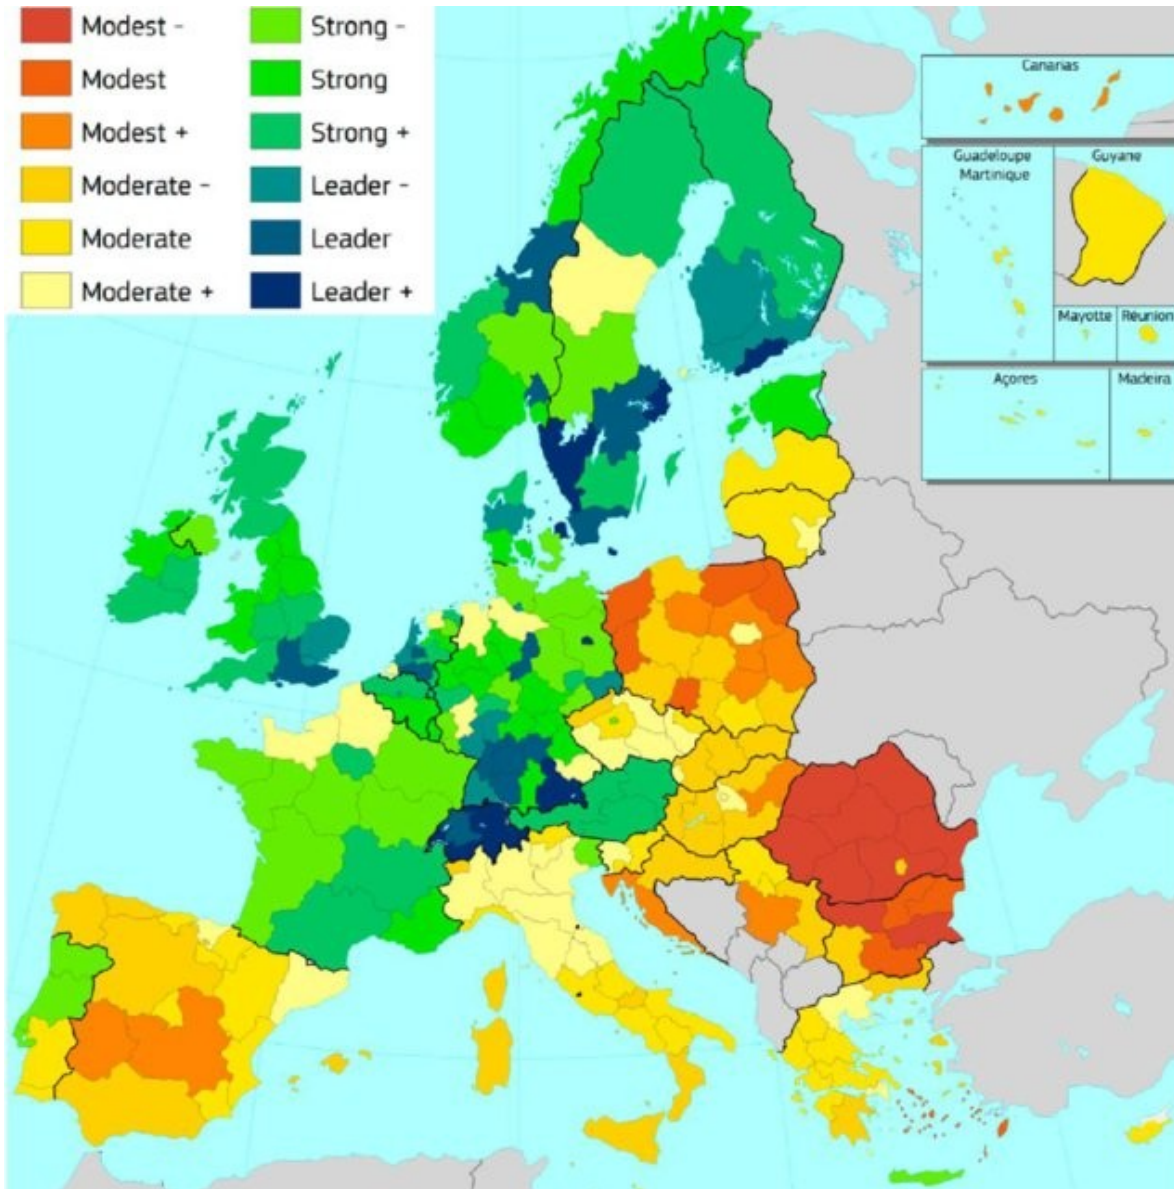 Modest -
Modest
Modest +
Moderate -
Moderate
Moderate +
Strong -
Strong
Strong +
Leader -
Leader
Leader +
Canarias
Guadeloupe
Martinique
Guyane
Mayotte
Réunion
Açores
Madeira